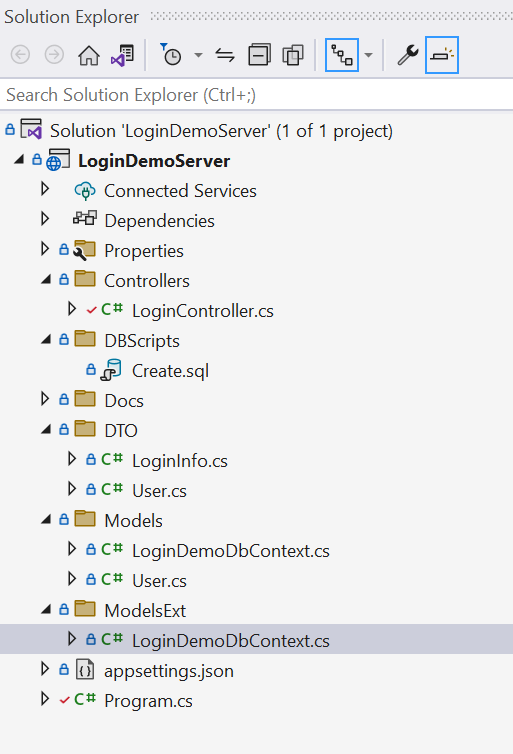 Solution Explorer
Search Solution Explorer (Ctrl+;)
Solution 'LoginDemoServer' (1 of 1 project)
LoginDemoServer
Connected Services
Dependencies
Properties
Controllers
C# LoginController.cs
DBScripts
Create.sql
Docs
DTO
C# LoginInfo.cs
C# User.cs
Models
C# LoginDemoDbContext.cs
C# User.cs
ModelsExt
C# LoginDemoDbContext.cs
appsettings.json
C# Program.cs